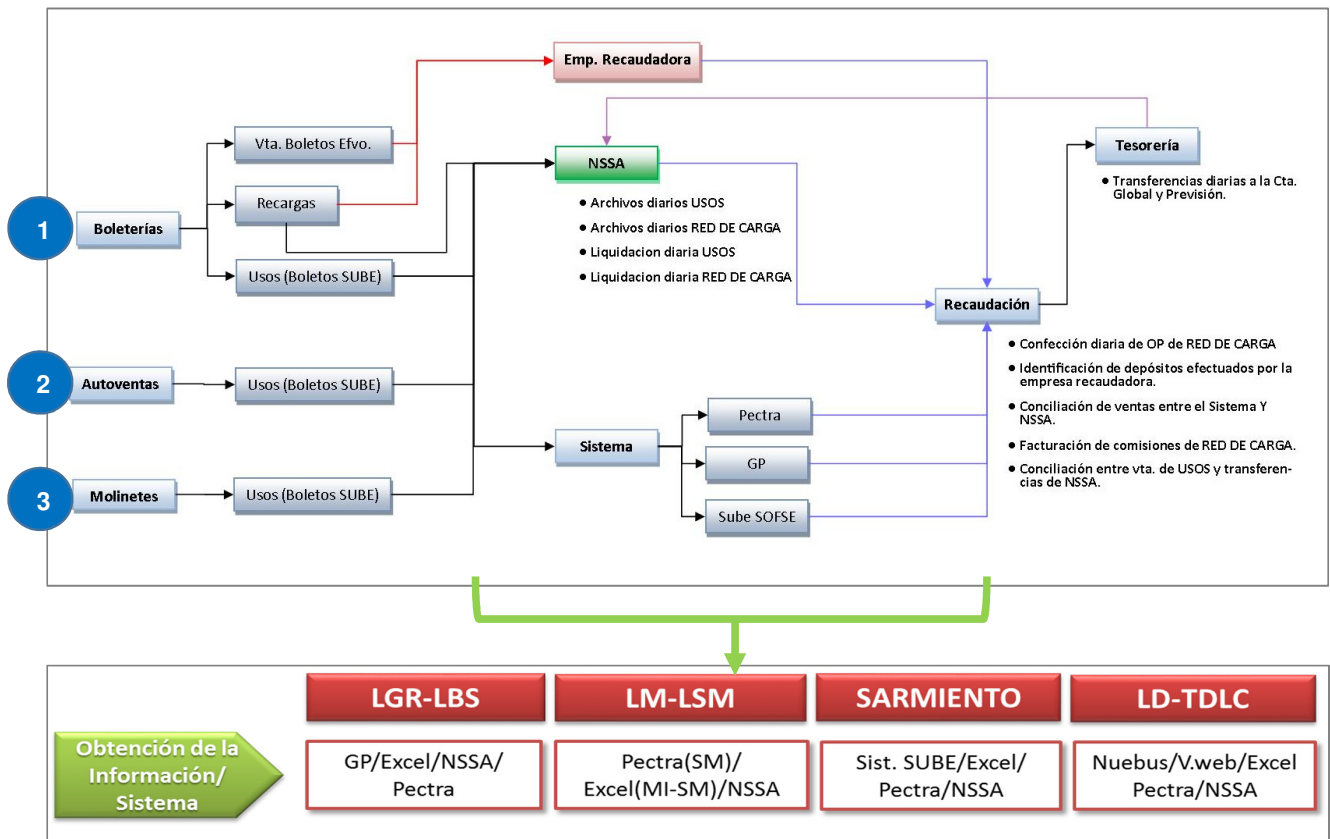 Emp. Recaudadora
Vta. Boletos Efvo.
NSSA
Tesorería
• Transferencias diarias a la Cta.
Global y Previsión.
1
Boleterías
Recargas
• Archivos diarios USOS
• Archivos diarios RED DE CARGA
• Liquidacion diaria USOS
• Liquidacion diaria RED DE CARGA
Usos (Boletos SUBE)
Recaudación
• Confección diaria de OP de RED DE CARGA
• Identificación de depósitos efectuados por la
empresa recaudadora.
• Conciliación de ventas entre el Sistema Y
NSSA.
• Facturación de comisiones de RED DE CARGA.
• Conciliación entre vta. de USOS y transferen-
cias de NSSA.
2
Autoventas
Usos (Boletos SUBE)
Sistema
Pectra
GP
Sube SOFSE
3
Molinetes
Usos (Boletos SUBE)
LGR-LBS
LM-LSM
SARMIENTO
LD-TDLC
Obtención de la
Información/
Sistema
GP/Excel/NSSA/
Pectra
Pectra(SM)/
Excel(MI-SM)/NSSA
Sist. SUBE/Excel/
Pectra/NSSA
Nuebus/V.web/Excel
Pectra/NSSA